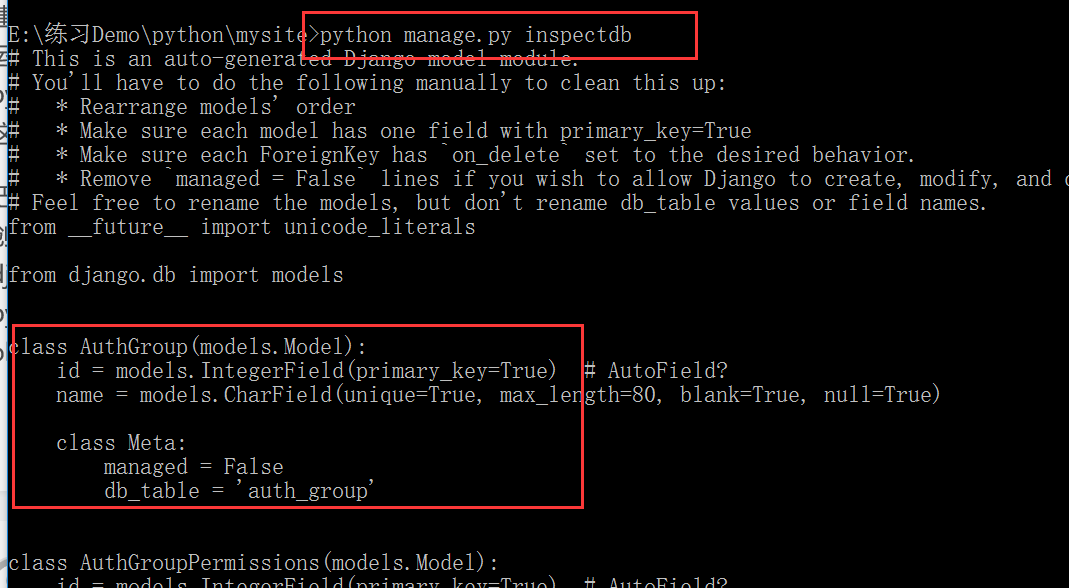 E:\练习Demo\python\mysite>python manage.py inspectdb
# This is an auto-generated Django model module.
# You'll have to do the following manually to clean this up:
#   * Rearrange models' order
#   * Make sure each model has one field with primary_key=True
#   * Make sure each ForeignKey has `on_delete` set to the desired behavior.
#   * Remove `managed = False` lines if you wish to allow Django to create, modify, and
# Feel free to rename the models, but don't rename db_table values or field names.
from __future__ import unicode_literals
from django.db import models
class AuthGroup(models.Model):
    id = models.IntegerField(primary_key=True)  # AutoField?
    name = models.CharField(unique=True, max_length=80, blank=True, null=True)
    class Meta:
        managed = False
        db_table = 'auth_group'
class AuthGroupPermissions(models.Model):
    id = models.IntegerField(primary_key=True)  # AutoField?